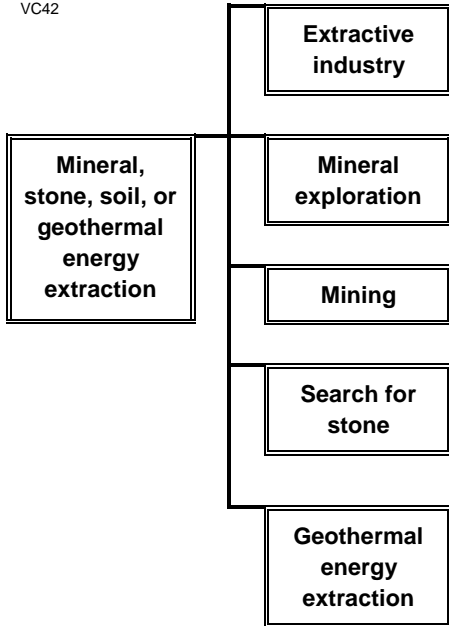 VC42
Extractive
industry
Mineral,
stone, soil, or
geothermal
energy
extraction
Mineral
exploration
Mining
Search for
stone
Geothermal
energy
extraction